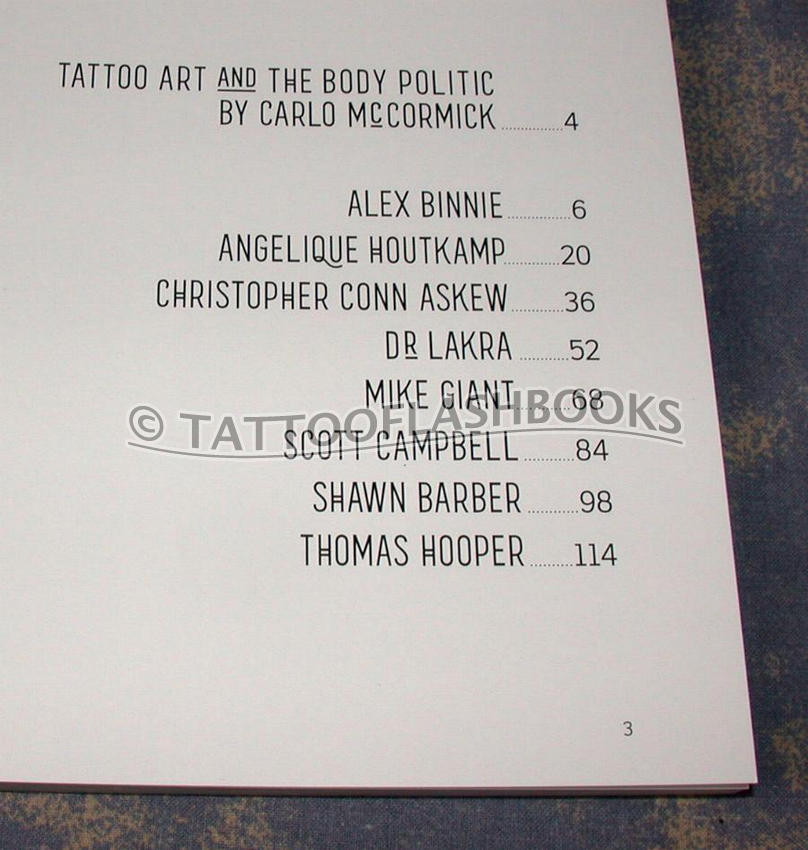 TATTOO ART AND THE BODY POLITIC
BY CARLO McCORMICK ............... 4
ALEX BINNIE ............... 6
ANGELIQUE HOUTKAMP ............. 20
CHRISTOPHER CONN ASKEW ............ 36
DR LAKRA ........... 52
MIKE GIANT ............ 68
© TATTOOFLASHBOOKS
SCOTT CAMPBELL ............ 84
SHAWN BARBER ............ 98
THOMAS HOOPER .......... 114
3